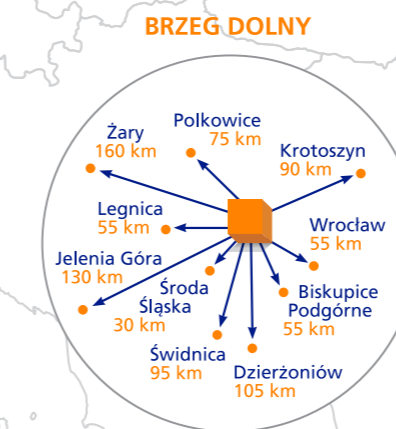 BRZEG DOLNY
Żary
160 km
Polkowice
75 km
Krotoszyn
90 km
Legnica
55 km
Wrocław
55 km
Jelenia Góra
130 km
Środa
Śląska
30 km
Biskupice
Podgórne
55 km
Świdnica
95 km
Dzierżoniów
105 km